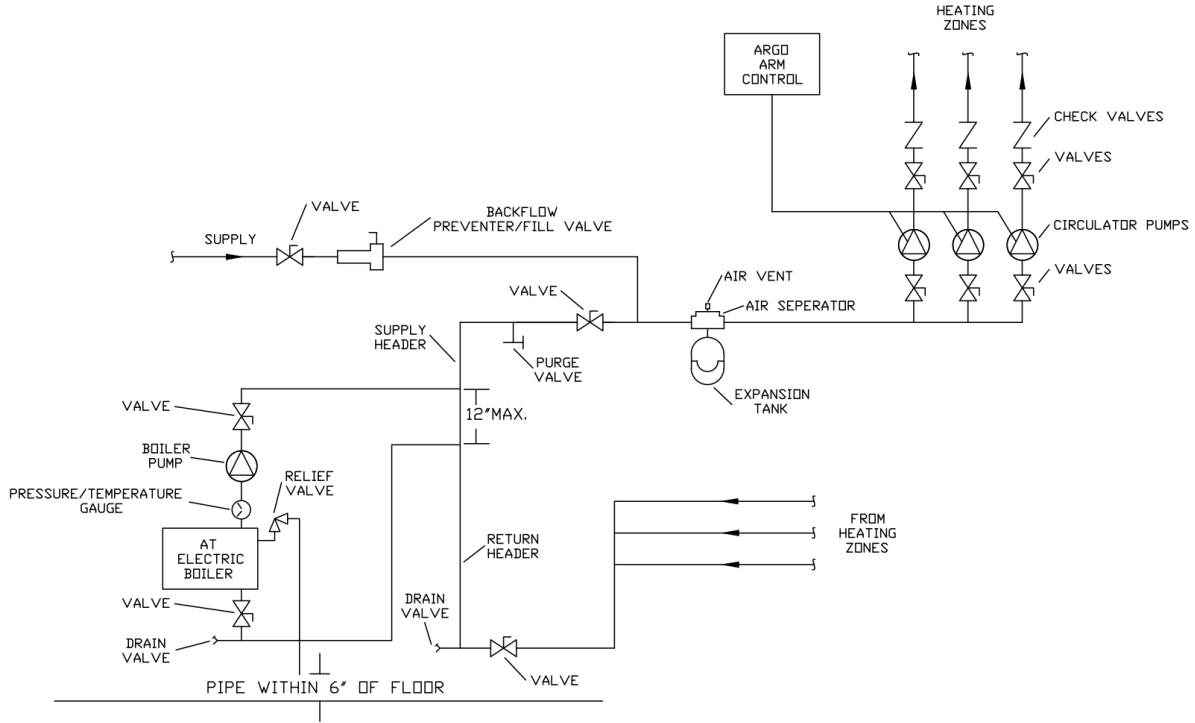 HEATING
ZONES
ARGO
ARM
CONTROL
CHECK VALVES
VALVES
VALVE
BACKFLOW
PREVENTER/FILL VALVE
SUPPLY
CIRCULATOR PUMPS
VALVES
AIR VENT
VALVE
AIR SEPERATOR
SUPPLY
HEADER
PURGE
VALVE
EXPANSION
TANK
VALVE
12"MAX.
BOILER
PUMP
RELIEF
VALVE
PRESSURE/TEMPERATURE
GAUGE
FROM
HEATING
ZONES
AT
ELECTRIC
BOILER
RETURN
HEADER
VALVE
DRAIN
VALVE
DRAIN
VALVE
VALVE
PIPE WITHIN 6" OF FLOOR